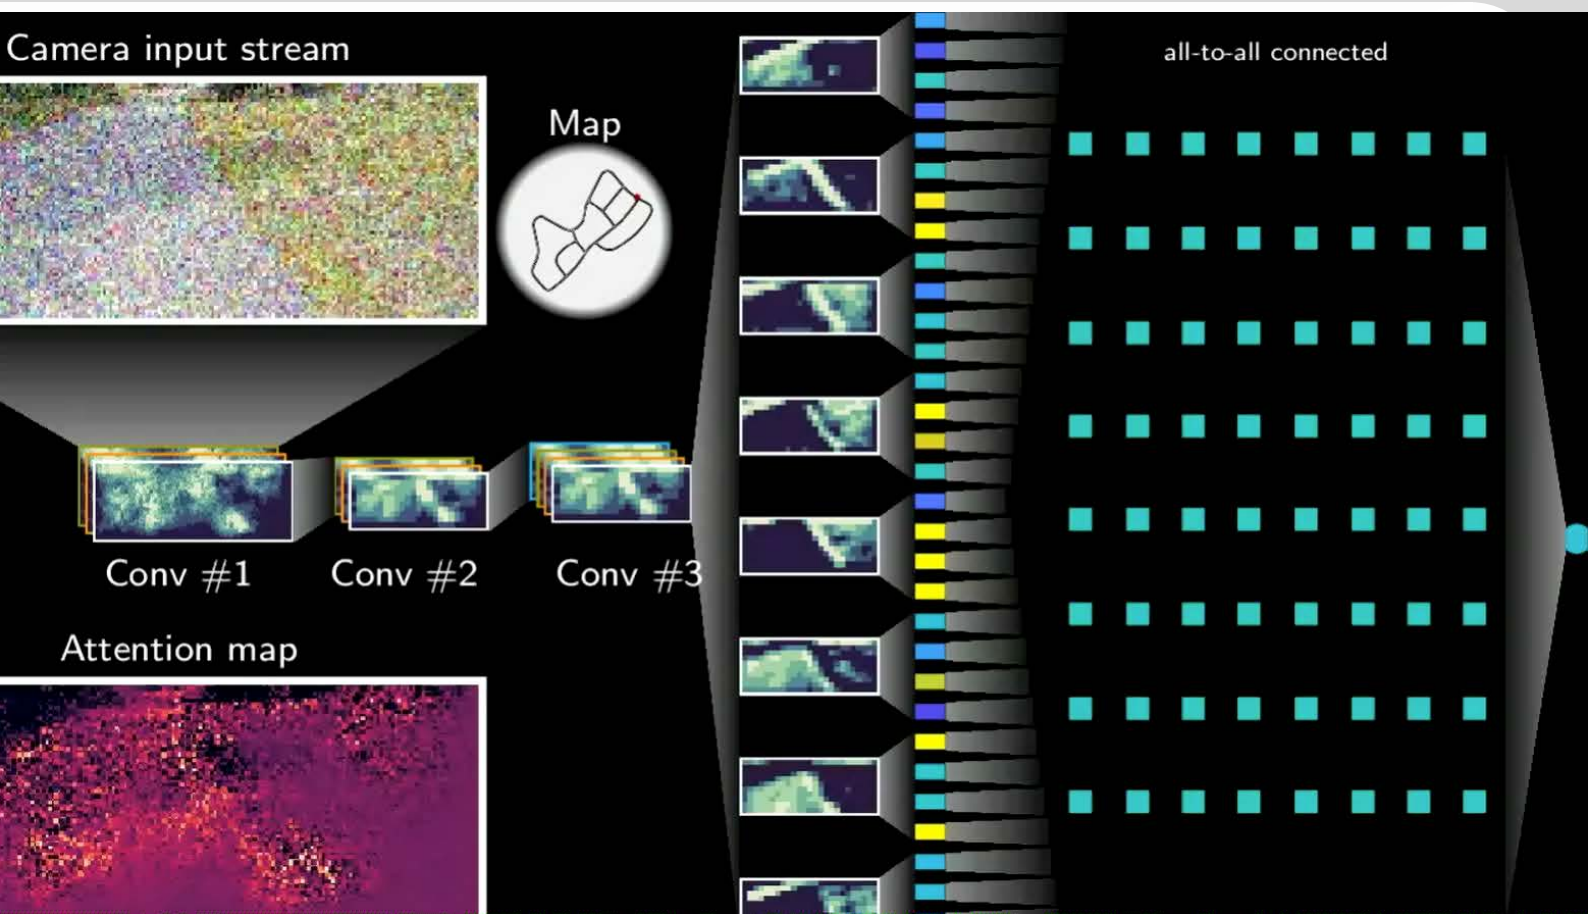 Camera input stream
Map
all-to-all connected
Conv #1
Conv #2
Conv #3
Attention map